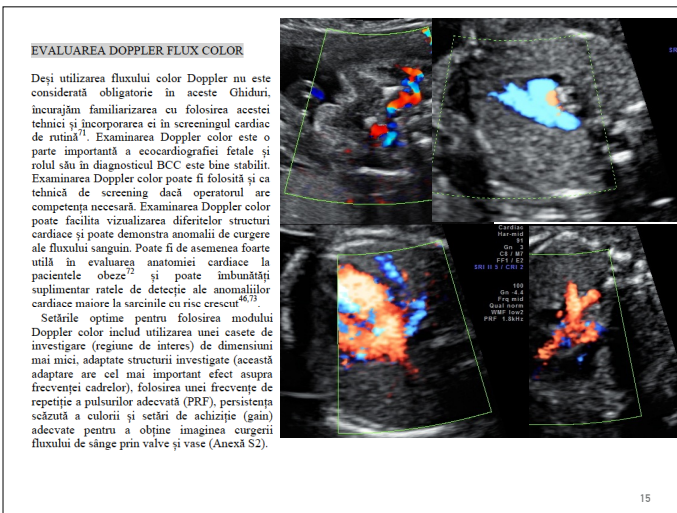 EVALUAREA DOPPLER FLUX COLOR
Deși utilizarea fluxului color Doppler nu este
considerată obligatorie în aceste Ghiduri,
încurajăm familiarizarea cu folosirea acestei
tehnici și încorporarea ei în screeningul cardiac
de rutină71. Examinarea Doppler color este o
parte importantă a ecocardiografiei fetale și
rolul său în diagnosticul BCC este bine stabilit.
Examinarea Doppler color poate fi folosită și ca
tehnică de screening dacă operatorul are
competența necesară. Examinarea Doppler color
poate facilita vizualizarea diferitelor structuri
cardiace și poate demonstra anomalii de curgere
ale fluxului sanguin. Poate fi de asemenea foarte
utilă în evaluarea anatomiei cardiace la
pacientele obeze72 și poate îmbunătăți
suplimentar ratele de detecție ale anomaliilor
cardiace maiore la sarcinile cu risc crescut46,73.
Setările optime pentru folosirea modului
Doppler color includ utilizarea unei casete de
investigare (regiune de interes) de dimensiuni
mai mici, adaptate structurii investigate (această
adaptare are cel mai important efect asupra
frecvenței cadrelor), folosirea unei frecvențe de
repetiție a pulsurilor adecvată (PRF), persistența
scăzută a culorii și setări de achiziție (gain)
adecvate pentru a obține imaginea curgerii
fluxului de sânge prin valve și vase (Anexă S2).
SR
Cardiac
Har-mid
91
Gn 3
C8 / M7
FF1 / E2
SRI II 5 / CRI 2
100
Gn -4.4
Frq mid
Qual norm
WMF low2
PRF 1.8kHz
15